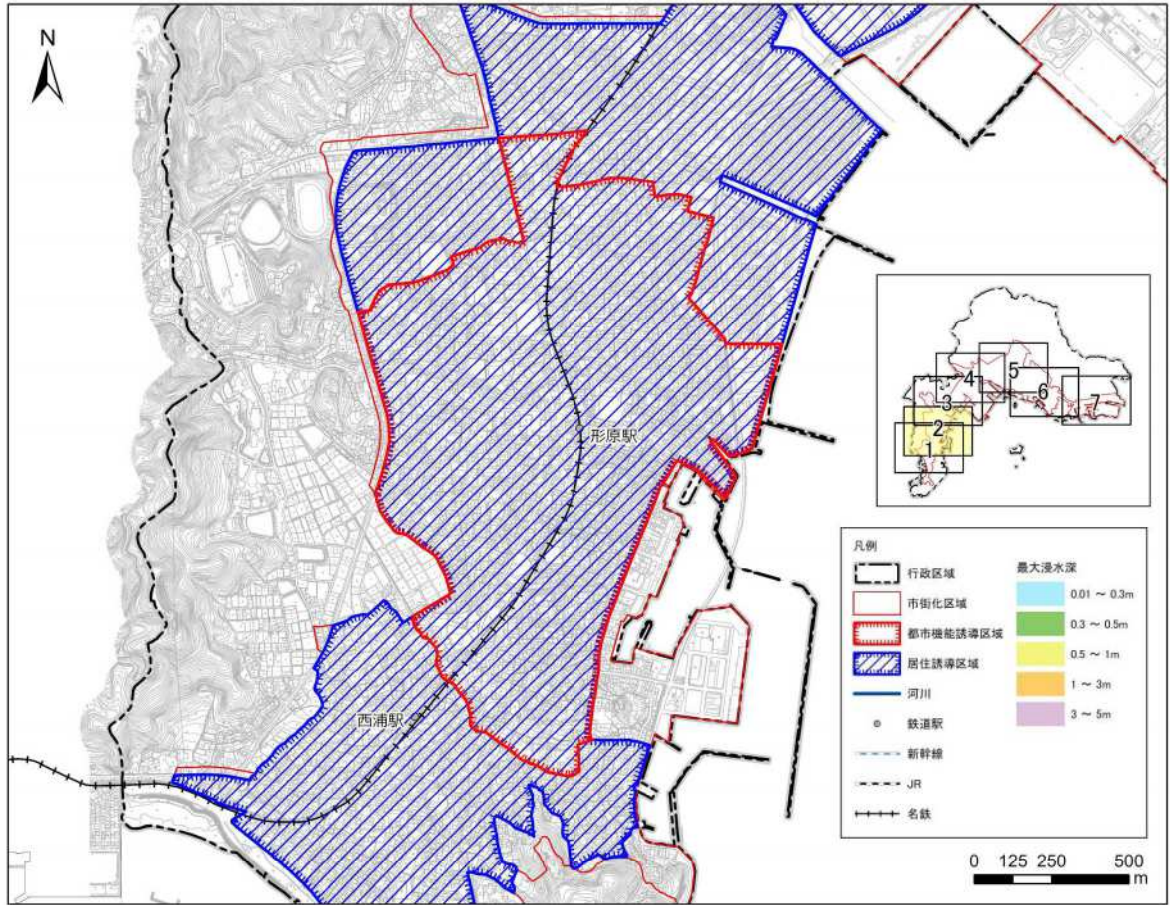 N
形原駅
西浦駅
5
4
6
3
7
2
1
凡例
行政区域
市街化区域
都市機能誘導区域
居住誘導区域
河川
鉄道駅
新幹線
JR
名鉄
最大浸水深
0.01 ～ 0.3m
0.3 ～ 0.5m
0.5 ～ 1m
1 ～ 3m
3 ～ 5m
0 125 250 500
m